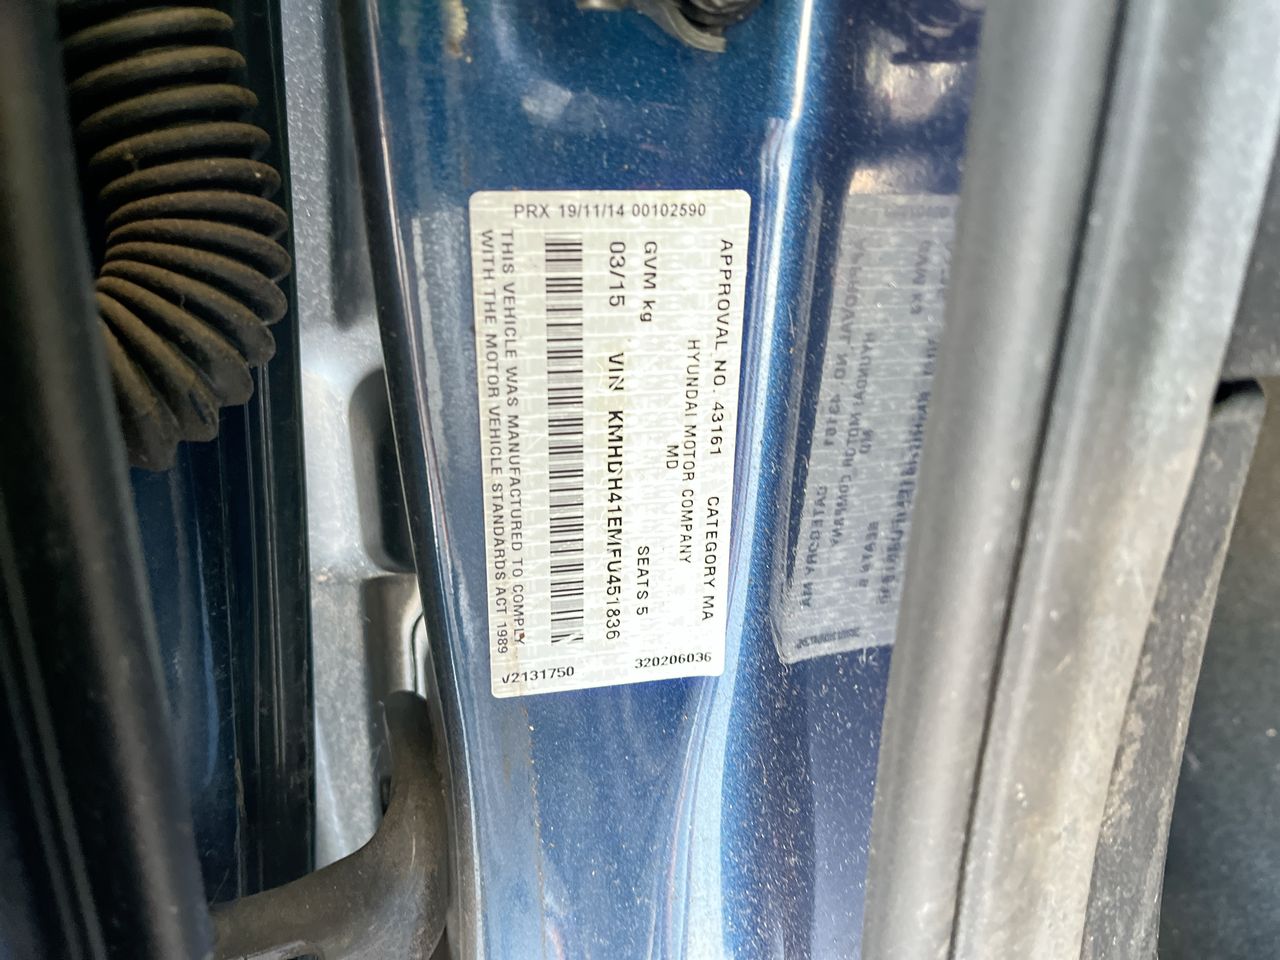 PRX 19/11/14 00102590
APPROVAL NO. 43161 CATEGORY MA
HYUNDAI MOTOR COMPANY
MD
GVM kg SEATS 5
03/15 VIN KMHDH41EMFU451836
THIS VEHICLE WAS MANUFACTURED TO COMPLY
WITH THE MOTOR VEHICLE STANDARDS ACT 1989
V2131750
320206036